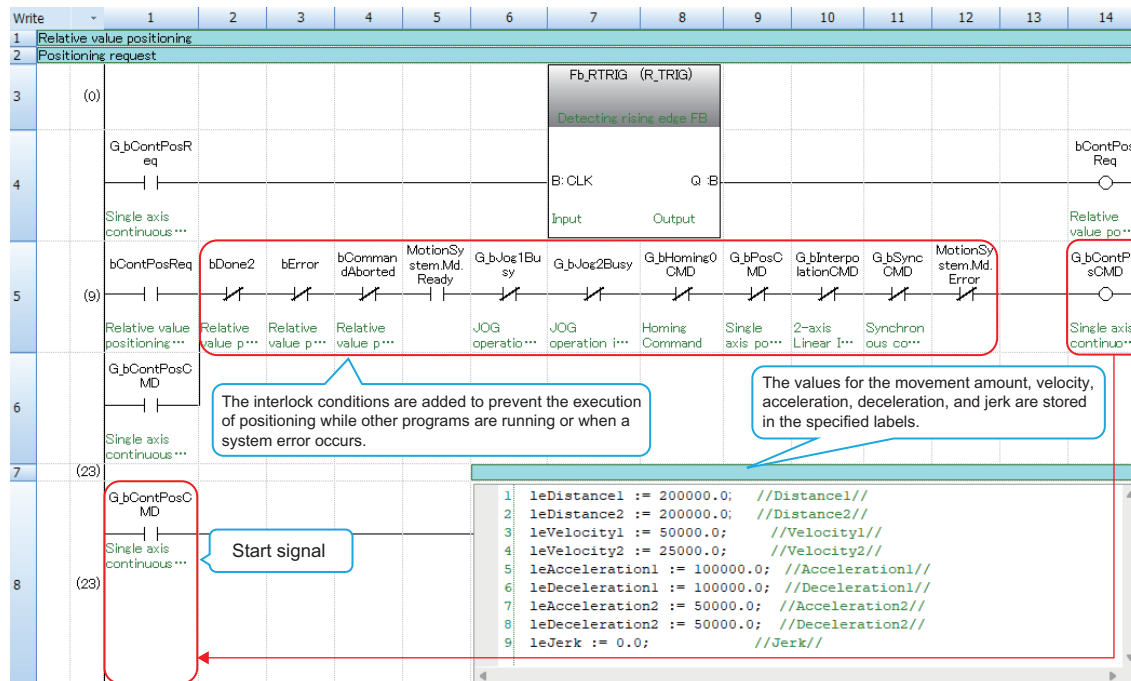 Write 1 2 3 4 5 6 7 8 9 10 11 12 13 14
1 Relative value positioning
2 Positioning request
3 (0)
Fb_RTRIG (R_TRIG)
Detecting rising edge FB
4
G_bContPosR
eq
Single axis
continuous…
B: CLK Q :B
Input Output
bContPos
Req
Relative
value po…
5 (9)
bContPosReq
Relative value
positioning…
bDone2
Relative
value p…
bError
Relative
value p…
bComman
dAborted
Relative
value p…
MotionSy
stem.Md.
Ready
G_bJog1Bu
sy
JOG
operatio…
G_bJog2Busy
JOG
operation i…
G_bHoming0
CMD
Homing
Command
G_bPosC
MD
Single
axis po…
G_bInterpo
lationCMD
2-axis
Linear I…
G_bSync
CMD
Synchron
ous co…
MotionSy
stem.Md.
Error
G_bContP
sCMD
Single axis
continuo…
6
G_bContPosC
MD
Single axis
continuous…
The interlock conditions are added to prevent the execution
of positioning while other programs are running or when a
system error occurs.
The values for the movement amount, velocity,
acceleration, deceleration, and jerk are stored
in the specified labels.
7 (23)
8 (23)
G_bContPosC
MD
Single axis
continuous…
Start signal
1 leDistance1 := 200000.0; //Distance1//
2 leDistance2 := 200000.0; //Distance2//
3 leVelocity1 := 50000.0; //Velocity1//
4 leVelocity2 := 25000.0; //Velocity2//
5 leAcceleration1 := 100000.0; //Acceleration1//
6 leDeceleration1 := 100000.0; //Deceleration1//
7 leAcceleration2 := 50000.0; //Acceleration2//
8 leDeceleration2 := 50000.0; //Deceleration2//
9 leJerk := 0.0; //Jerk//